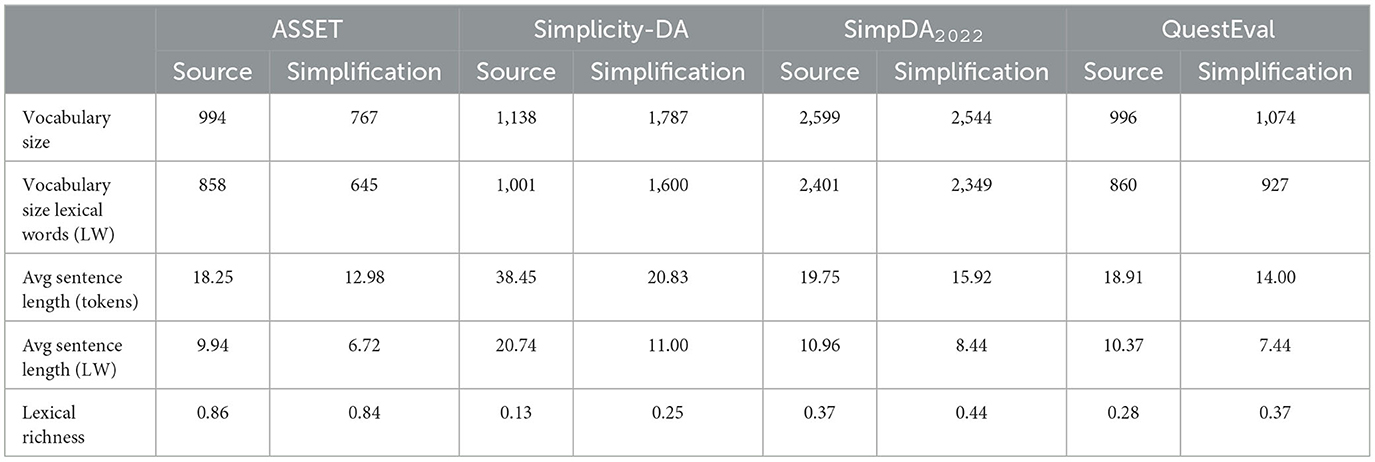 ASSET Simplicity-DA SimpDA2022 QuestEval
Source Simplification Source Simplification Source Simplification Source Simplification
Vocabulary 994 767 1,138 1,787 2,599 2,544 996 1,074
size
Vocabulary 858 645 1,001 1,600 2,401 2,349 860 927
size lexical
words (LW)
Avg sentence 18.25 12.98 38.45 20.83 19.75 15.92 18.91 14.00
length (tokens)
Avg sentence 9.94 6.72 20.74 11.00 10.96 8.44 10.37 7.44
length (LW)
Lexical 0.86 0.84 0.13 0.25 0.37 0.44 0.28 0.37
richness